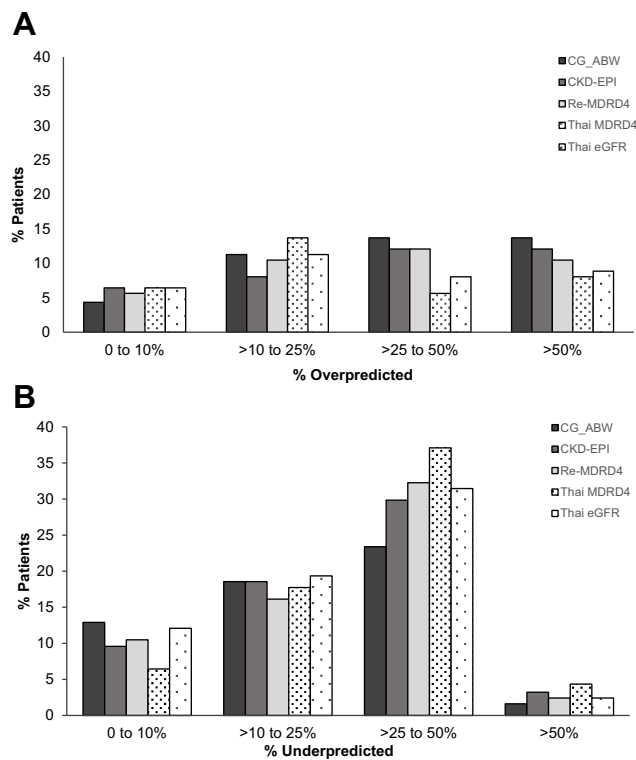 A
40
35
30
25
20
15
10
5
0
% Patients
CG_ABW
CKD-EPI
Re-MDRD4
Thai MDRD4
Thai eGFR
0 to 10%
>10 to 25%
>25 to 50%
>50%
% Overpredicted
B
40
35
30
25
20
15
10
5
0
% Patients
CG_ABW
CKD-EPI
Re-MDRD4
Thai MDRD4
Thai eGFR
0 to 10%
>10 to 25%
>25 to 50%
>50%
% Underpredicted